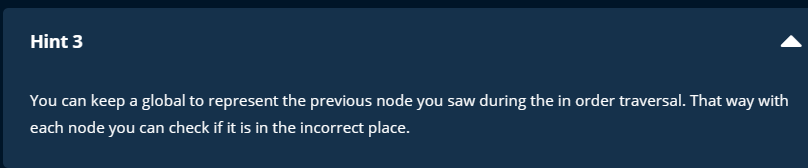 Hint 3
You can keep a global to represent the previous node you saw during the in order traversal. That way with
each node you can check if it is in the incorrect place.